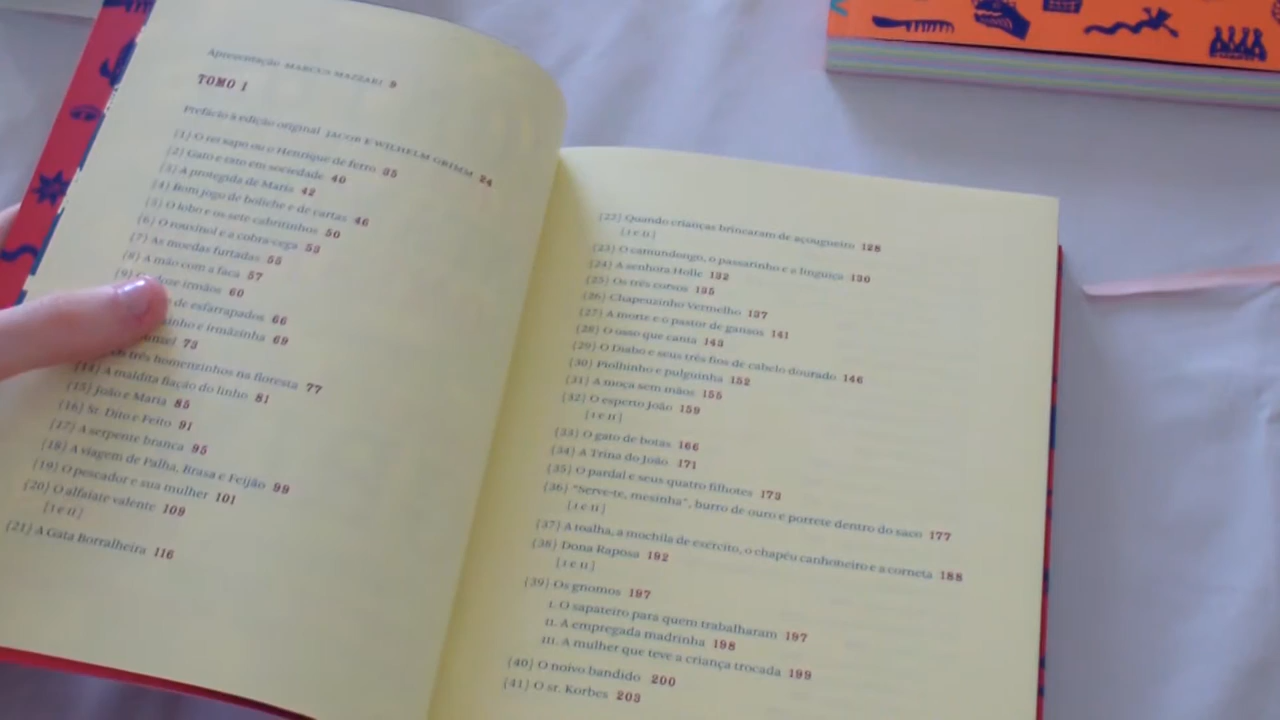 Apresentação MARCUS MAZZARI 9
TOMO I
Prefácio à edição original JACOB E WILHELM GRIMM 24
{1} O rei sapo ou o Henrique de ferro 35
{2} Gato e rato em sociedade 40
{3} A protegida de Maria 42
{4} Bom jogo de boliche e de cartas 46
{5} O lobo e os sete cabritinhos 50
{6} O rouxinol e a cobra-cega 53
{7} As moedas furtadas 55
{8} A mão com a faca 57
{9} irmãos 60
de esfarrapados 66
e irmãzinha 69
73
três homenzinhos na floresta 77
{14} A maldita fiação do linho 81
{15} João e Maria 85
{16} Sr. Dito e Feito 91
{17} A serpente branca 95
{18} A viagem de Palha, Brasa e Feijão 99
{19} O pescador e sua mulher 101
{20} O alfaiate valente 109
[I e II]
{21} A Gata Borralheira 116
{22} Quando crianças brincaram de açougueiro 128
[I e II]
{23} O camundongo, o passarinho e a linguiça 130
{24} A senhora Holle 132
{25} Os três corvos 135
{26} Chapeuzinho Vermelho 137
{27} A morte e o pastor de gansos 141
{28} O osso que canta 143
{29} O Diabo e seus três fios de cabelo dourado 146
{30} Piolhinho e pulguinha 152
{31} A moça sem mãos 155
{32} O esperto João 159
[I e II]
{33} O gato de botas 166
{34} A Trina do João 171
{35} O pardal e seus quatro filhotes 173
{36} “Serve-te, mesinha”, burro de ouro e porrete dentro do saco 177
[I e II]
{37} A toalha, a mochila de exército, o chapéu canhoneiro e a corneta 188
{38} Dona Raposa 192
[I e II]
{39} Os gnomos 197
I. O sapateiro para quem trabalharam 197
II. A empregada madrinha 198
III. A mulher que teve a criança trocada 199
{40} O noivo bandido 200
{41} O sr. Korbes 203